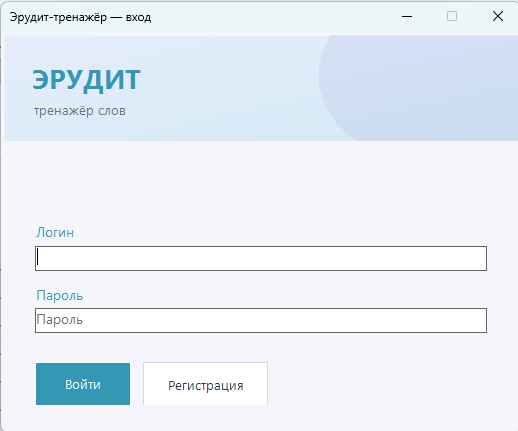 Эрудит-тренажёр — вход
ЭРУДИТ
тренажёр слов
Логин
Пароль
Пароль
Войти
Регистрация